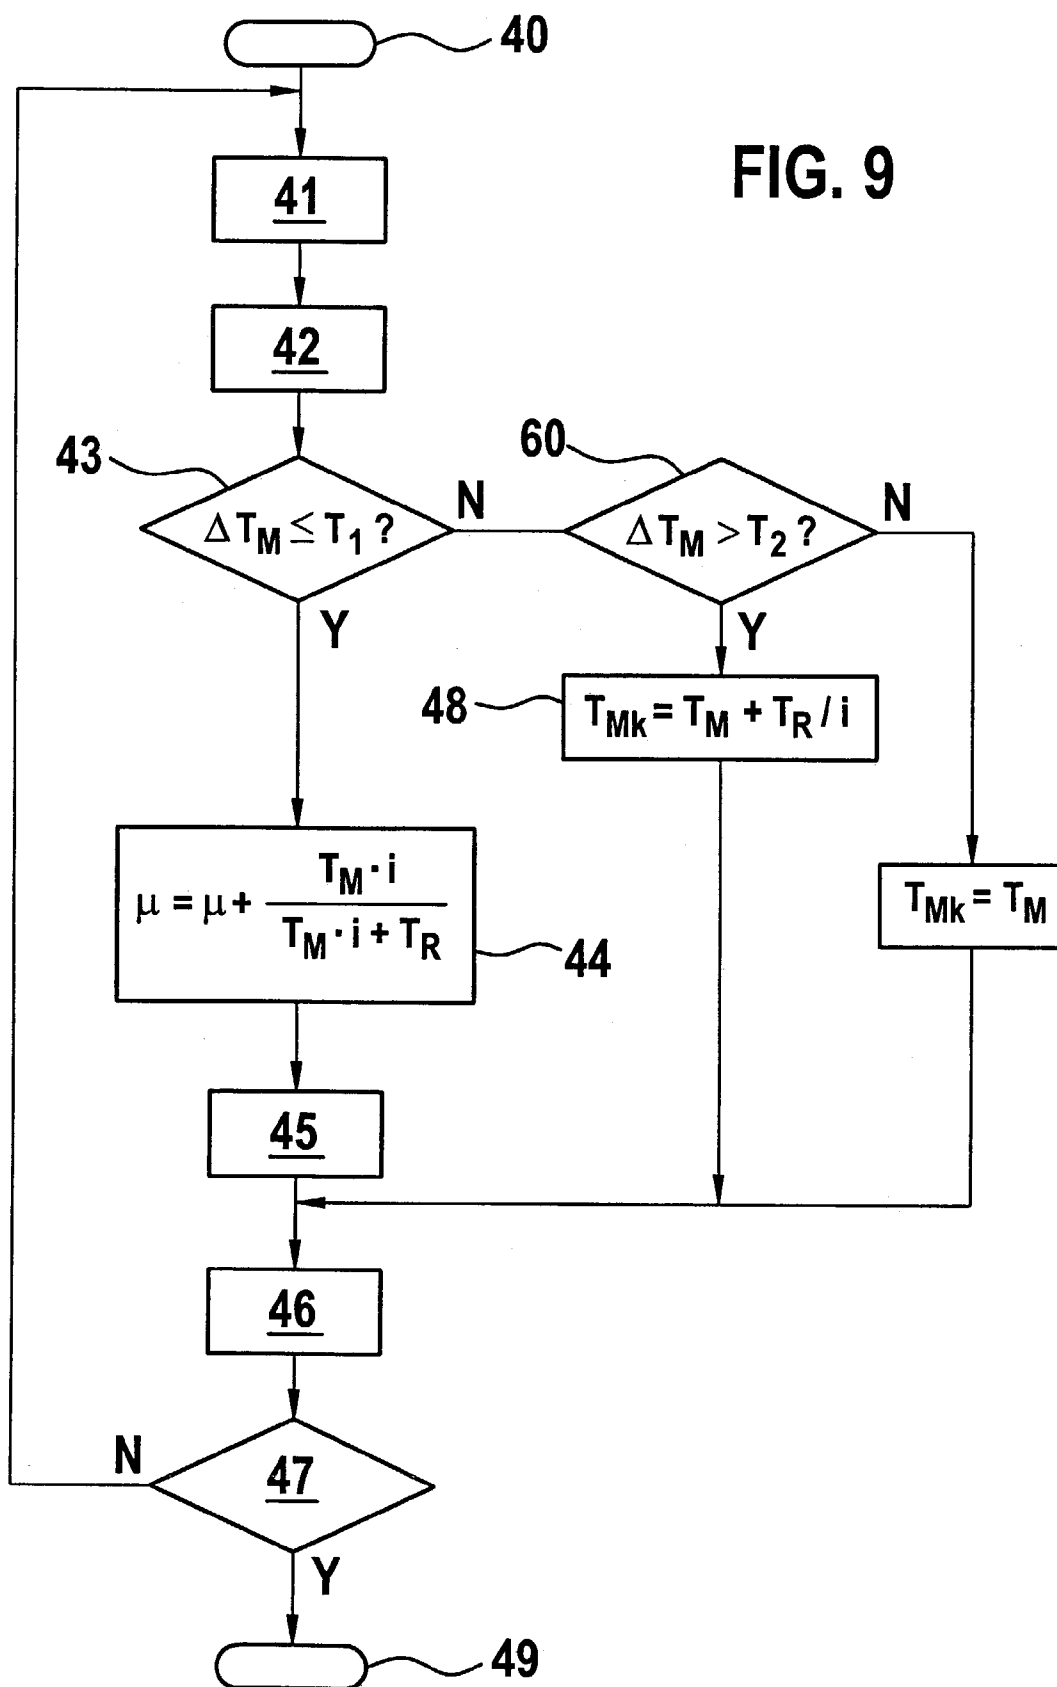 40
FIG. 9
41
42
43
ΔT_M ≤ T_1 ?
N
60
ΔT_M > T_2 ?
N
Y
Y
48
T_Mk = T_M + T_R / i
μ = μ + (T_M · i) / (T_M · i + T_R)
44
T_Mk = T_M
45
46
N
47
Y
49